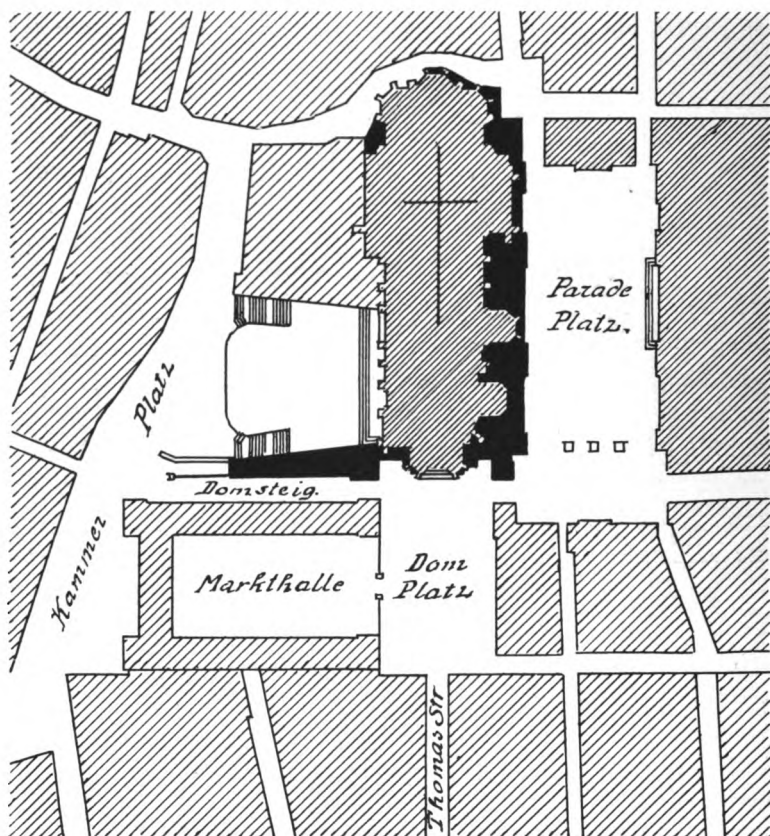 Parade
Platz.
Kammer Platz
Domsteig.
Markthalle
Dom
Platz
Thomas Str